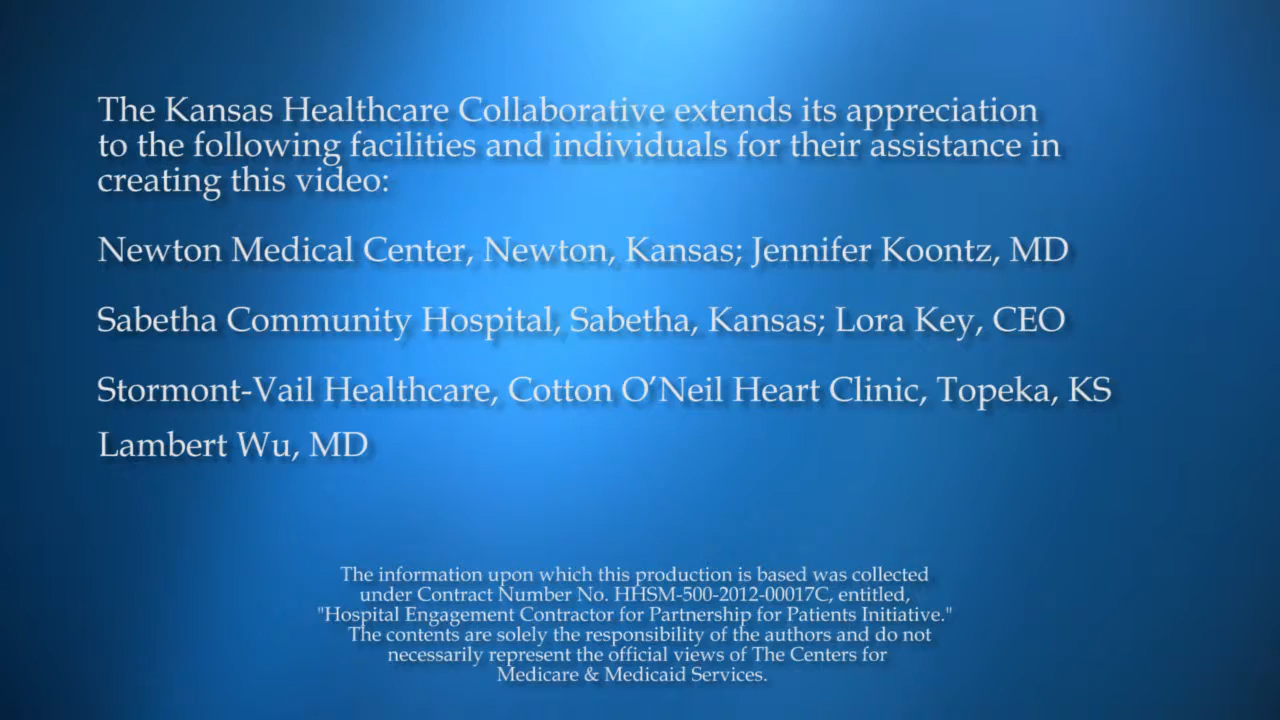 The Kansas Healthcare Collaborative extends its appreciation
to the following facilities and individuals for their assistance in
creating this video:
Newton Medical Center, Newton, Kansas; Jennifer Koontz, MD
Sabetha Community Hospital, Sabetha, Kansas; Lora Key, CEO
Stormont-Vail Healthcare, Cotton O’Neil Heart Clinic, Topeka, KS
Lambert Wu, MD
The information upon which this production is based was collected
under Contract Number No. HHSM-500-2012-00017C, entitled,
"Hospital Engagement Contractor for Partnership for Patients Initiative."
The contents are solely the responsibility of the authors and do not
necessarily represent the official views of The Centers for
Medicare & Medicaid Services.